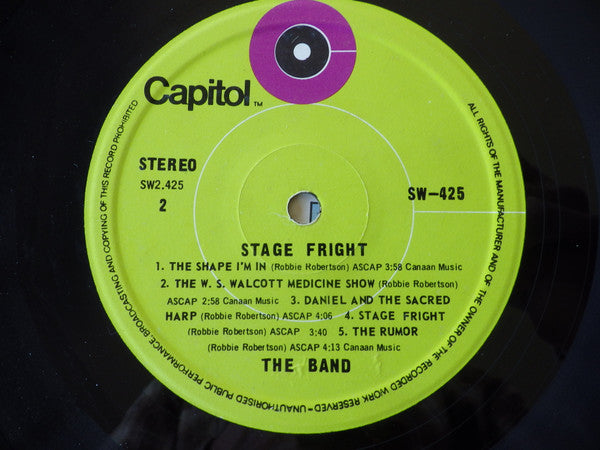 Capitol ™
STEREO
SW2.425
2
SW-425
STAGE FRIGHT
1. THE SHAPE I'M IN (Robbie Robertson) ASCAP 3:58 Canaan Music
2. THE W. S. WALCOTT MEDICINE SHOW (Robbie Robertson)
ASCAP 2:58 Canaan Music 3. DANIEL AND THE SACRED
HARP (Robbie Robertson) ASCAP 4:06 4. STAGE FRIGHT
(Robbie Robertson) ASCAP 3:40 5. THE RUMOR
(Robbie Robertson) ASCAP 4:13 Canaan Music
THE BAND
ALL RIGHTS OF THE MANUFACTURER AND OF THE OWNER OF THE RECORDED WORK RESERVED—UNAUTHORISED PUBLIC PERFORMANCE BROADCASTING AND COPYING OF THIS RECORD PROHIBITED